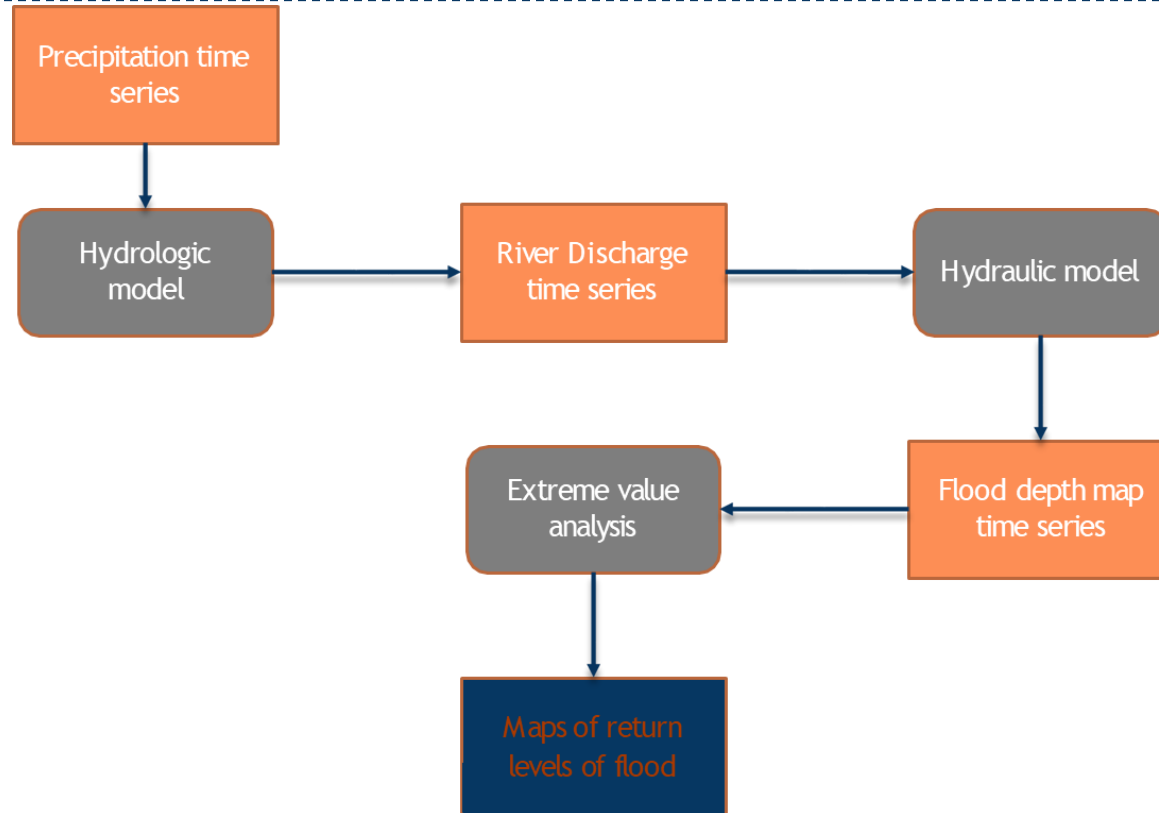 Precipitation time
series
Hydrologic
model
River Discharge
time series
Hydraulic model
Extreme value
analysis
Flood depth map
time series
Maps of return
levels of flood